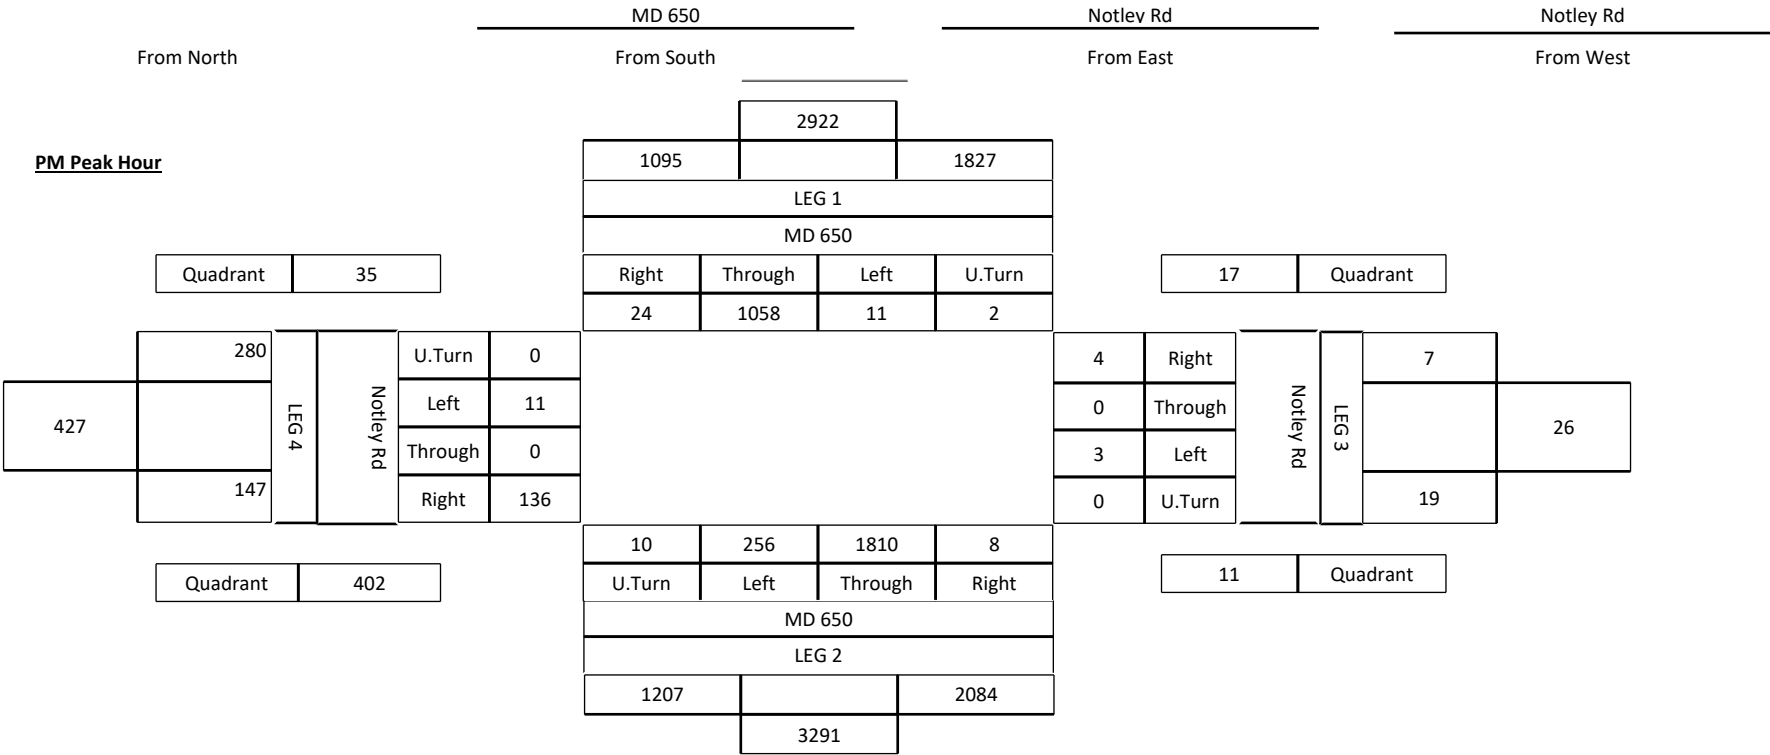 MD 650 Notley Rd Notley Rd
From North From South From East From West
2922
PM Peak Hour
1095 1827
LEG 1
MD 650
Quadrant 35 Right Through Left U.Turn 17 Quadrant
24 1058 11 2
280 U.Turn 0 4 Right 7
427 LEG 4 Notley Rd Left 11 0 Through Notley Rd LEG 3 26
Through 0 3 Left
147 Right 136 0 U.Turn 19
10 256 1810 8
Quadrant 402 U.Turn Left Through Right 11 Quadrant
MD 650
LEG 2
1207 2084
3291